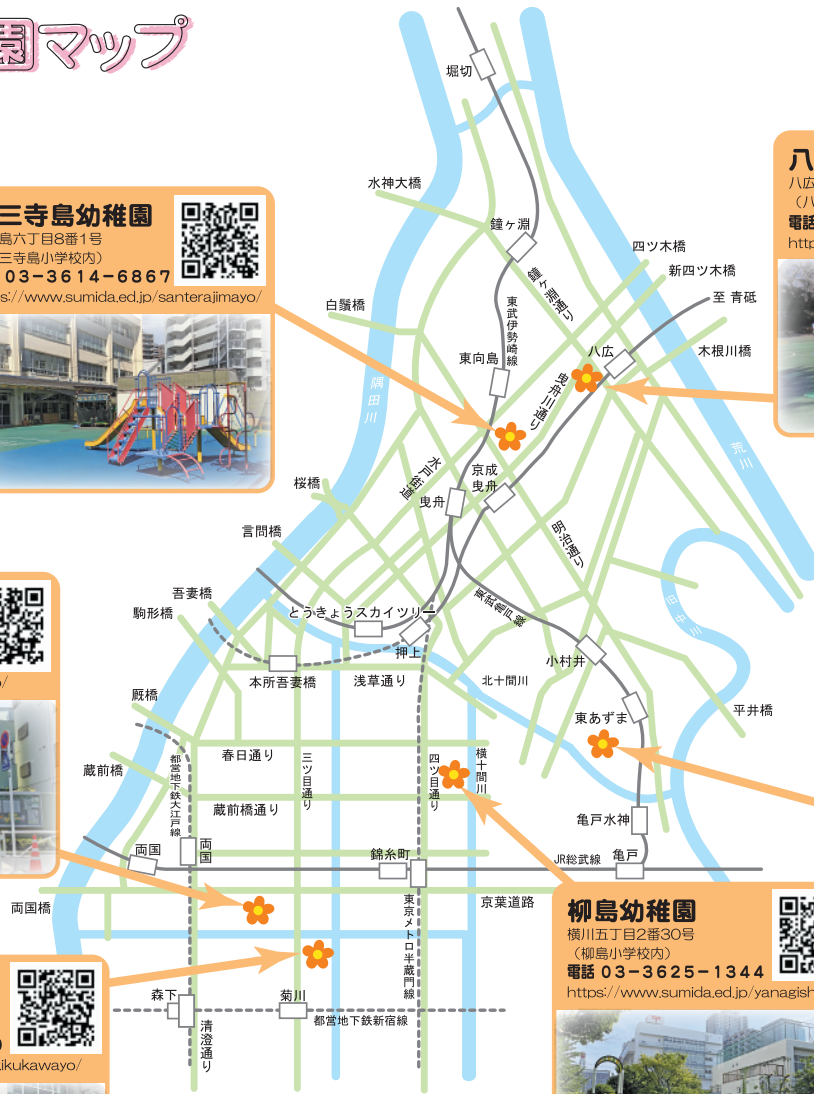 園マップ
三寺島幼稚園
島六丁目8番1号
三寺島小学校内）
03-3614-6867
s://www.sumida.ed.jp/santerajimayo/
八
八広
（八
電話
http
堀切
水神大橋
鐘ヶ淵
四ツ木橋
新四ツ木橋
鐘ヶ淵通り
至 青砥
白鬚橋
東武伊勢崎線
八広
木根川橋
東向島
曳舟川通り
隅田川
荒川
水戸街道
京成
曳舟
曳舟
桜橋
明治通り
言問橋
吾妻橋
とうきょうスカイツリー
駒形橋
東武亀戸線
旧中川
押上
小村井
本所吾妻橋
浅草通り
北十間川
厩橋
東あずま
平井橋
春日通り
三ツ目通り
四ツ目通り
横十間川
都営地下鉄大江戸線
蔵前橋
蔵前橋通り
亀戸水神
両国
両国
錦糸町
JR総武線
亀戸
両国橋
東京メトロ半蔵門線
京葉道路
柳島幼稚園
横川五丁目2番30号
（柳島小学校内）
電話 03-3625-1344
https://www.sumida.ed.jp/yanagish
森下
菊川
都営地下鉄新宿線
清澄通り
ikukawayo/